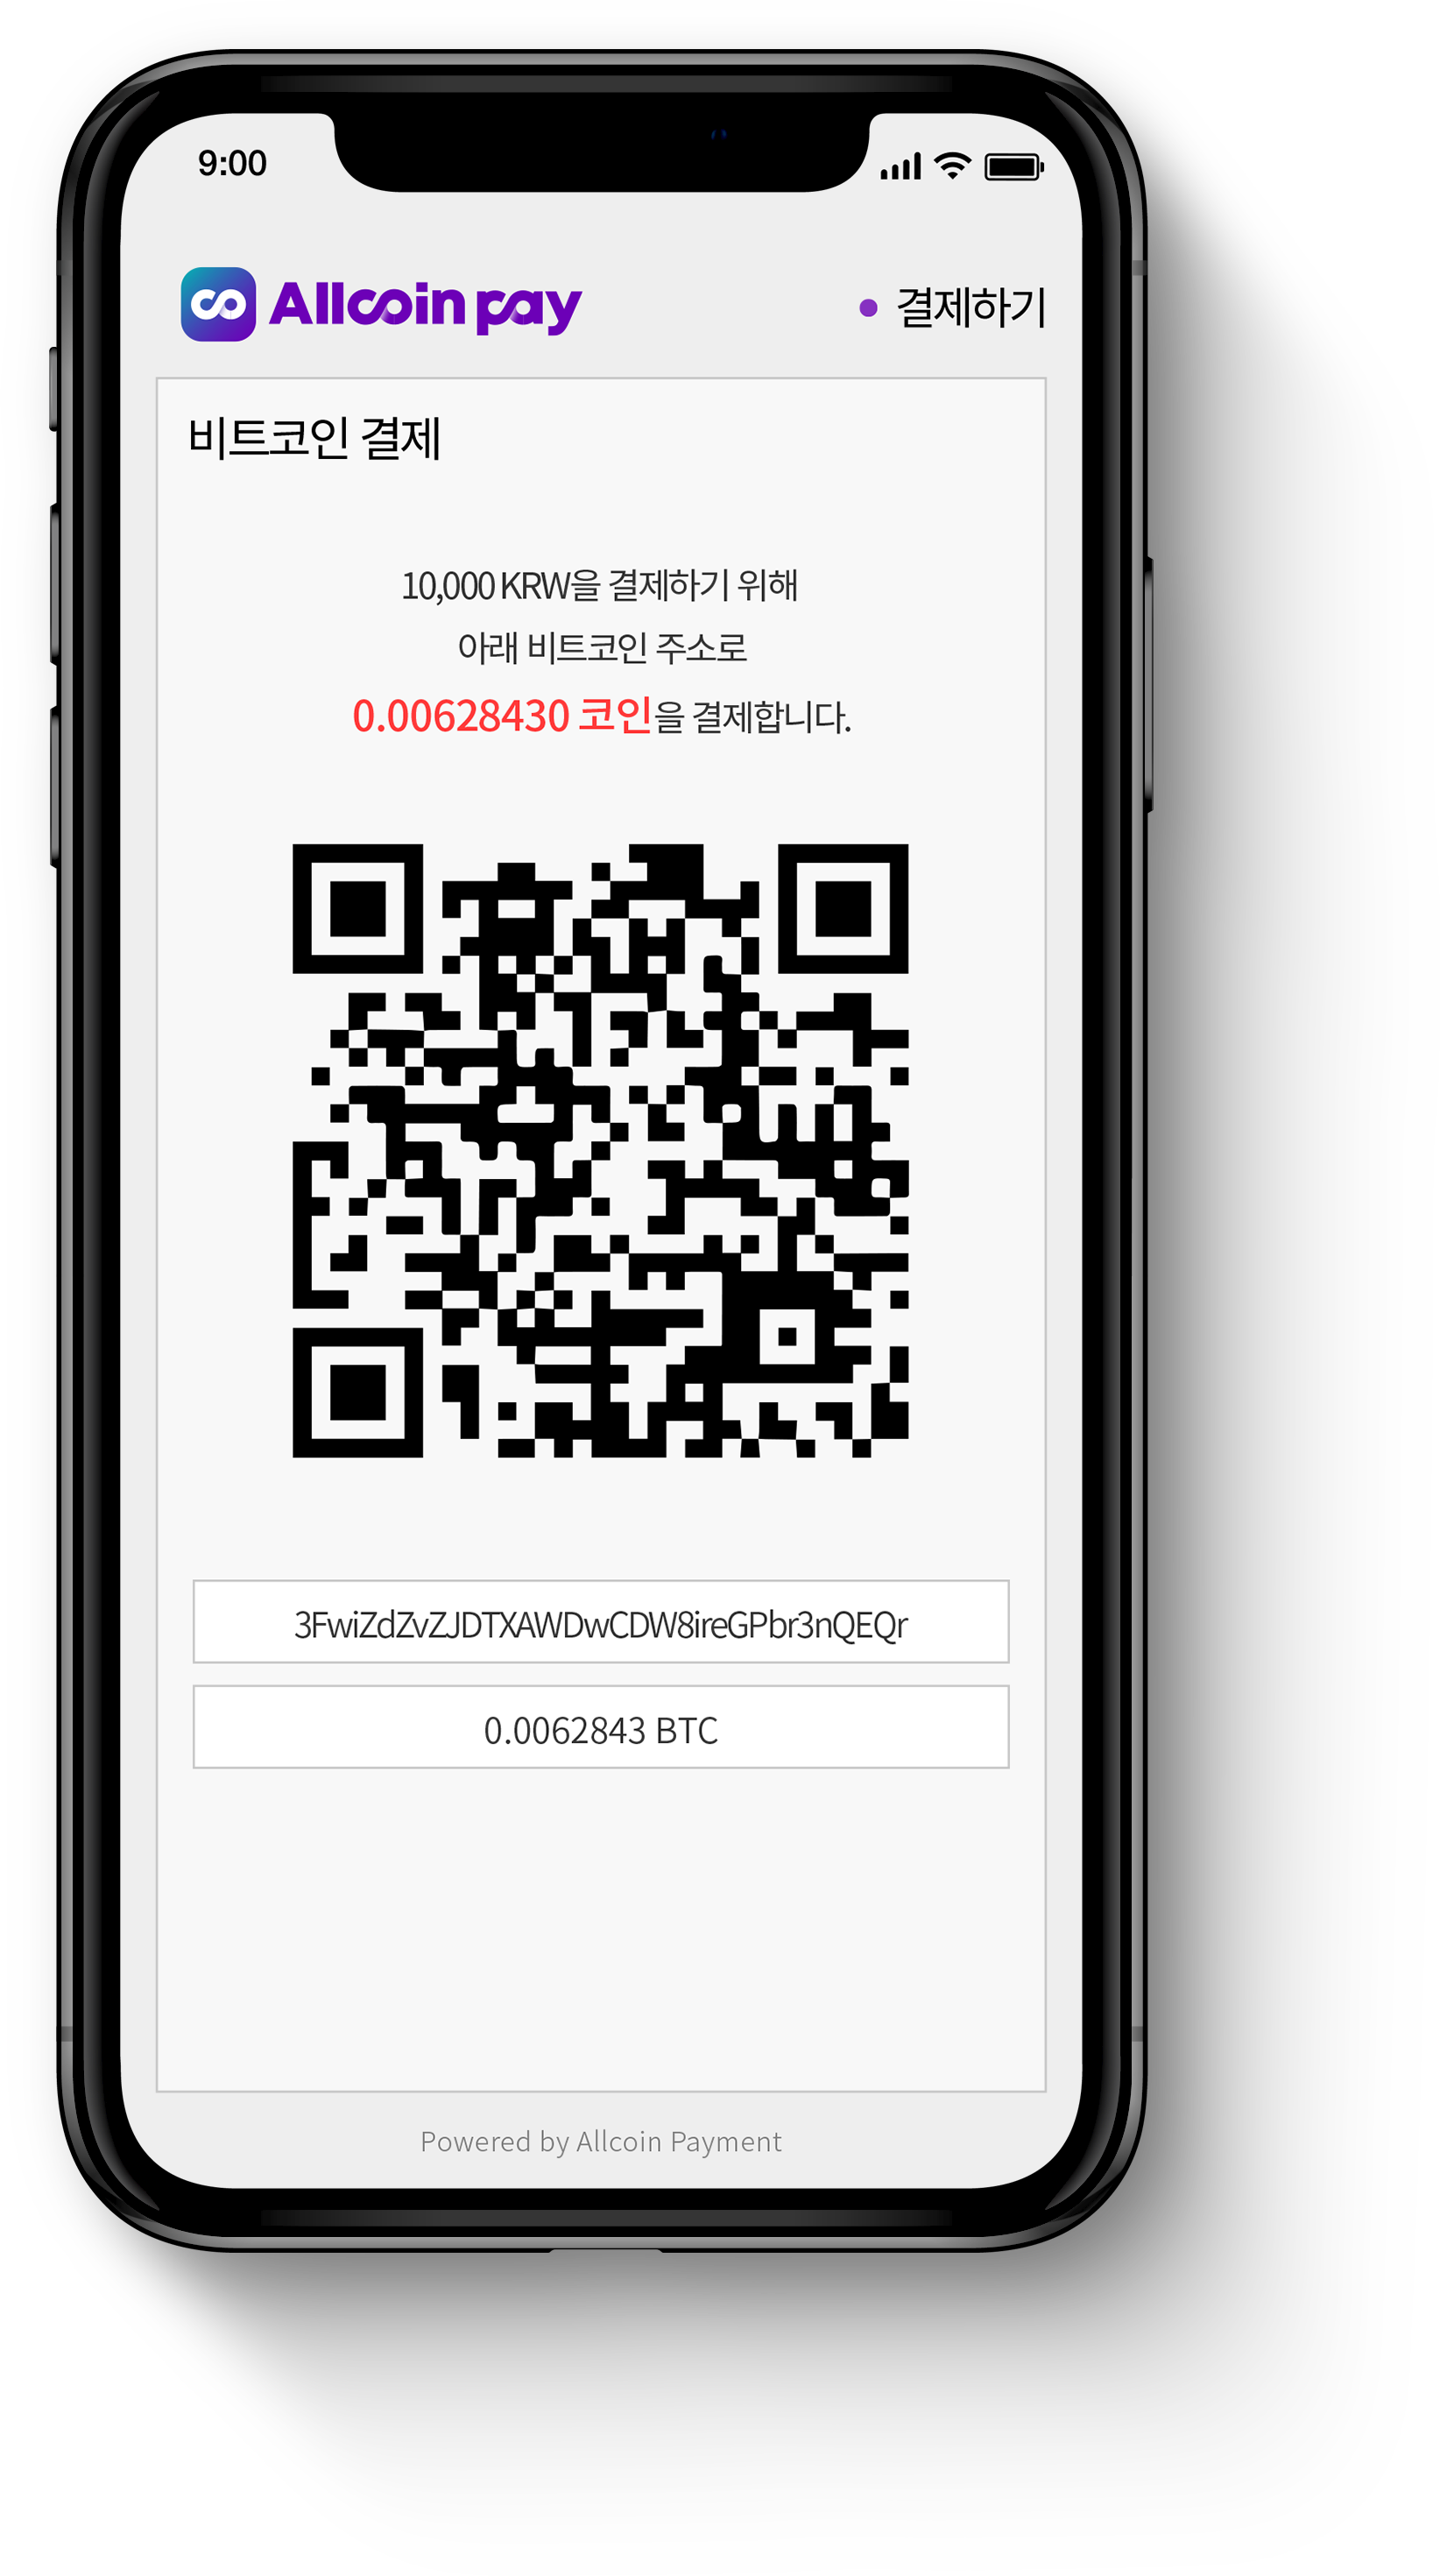 9:00
Allcoin pay
결제하기
비트코인 결제
10,000 KRW을 결제하기 위해
아래 비트코인 주소로
0.00628430 코인을 결제합니다.
3FwiZdZvZJDTXAWDwCDW8ireGPbr3nQEQr
0.0062843 BTC
Powered by Allcoin Payment